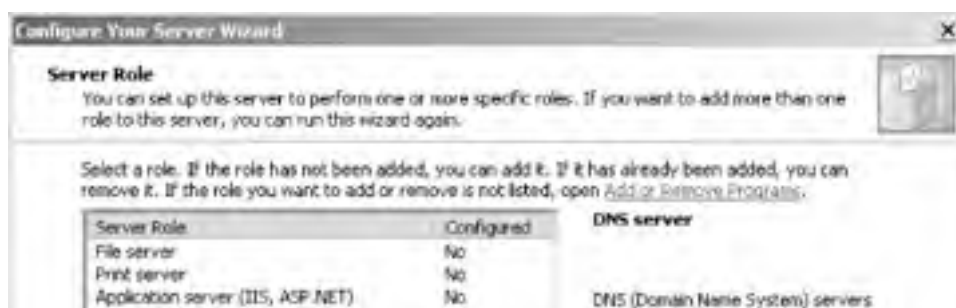 Configure Your Server Wizard
Server Role
You can set up this server to perform one or more specific roles. If you want to add more than one
role to this server, you can run this wizard again.
Select a role. If the role has not been added, you can add it. If it has already been added, you can
remove it. If the role you want to add or remove is not listed, open Add or Remove Programs.
Server Role Configured
File server No
Print server No
Application server (IIS, ASP.NET) No
DNS server
DNS (Domain Name System) servers